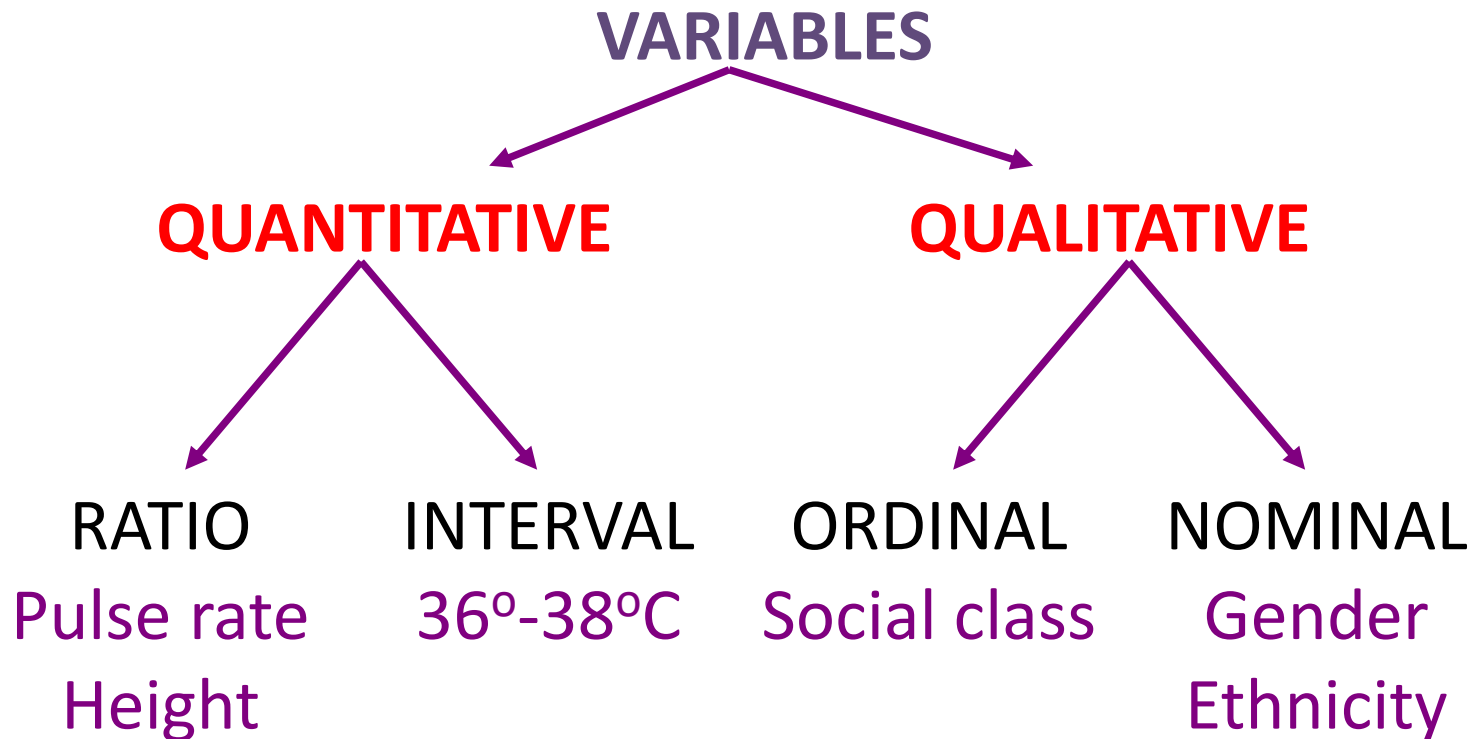 VARIABLES
QUANTITATIVE QUALITATIVE
RATIO INTERVAL ORDINAL NOMINAL
Pulse rate 36º-38ºC Social class Gender
Height Ethnicity